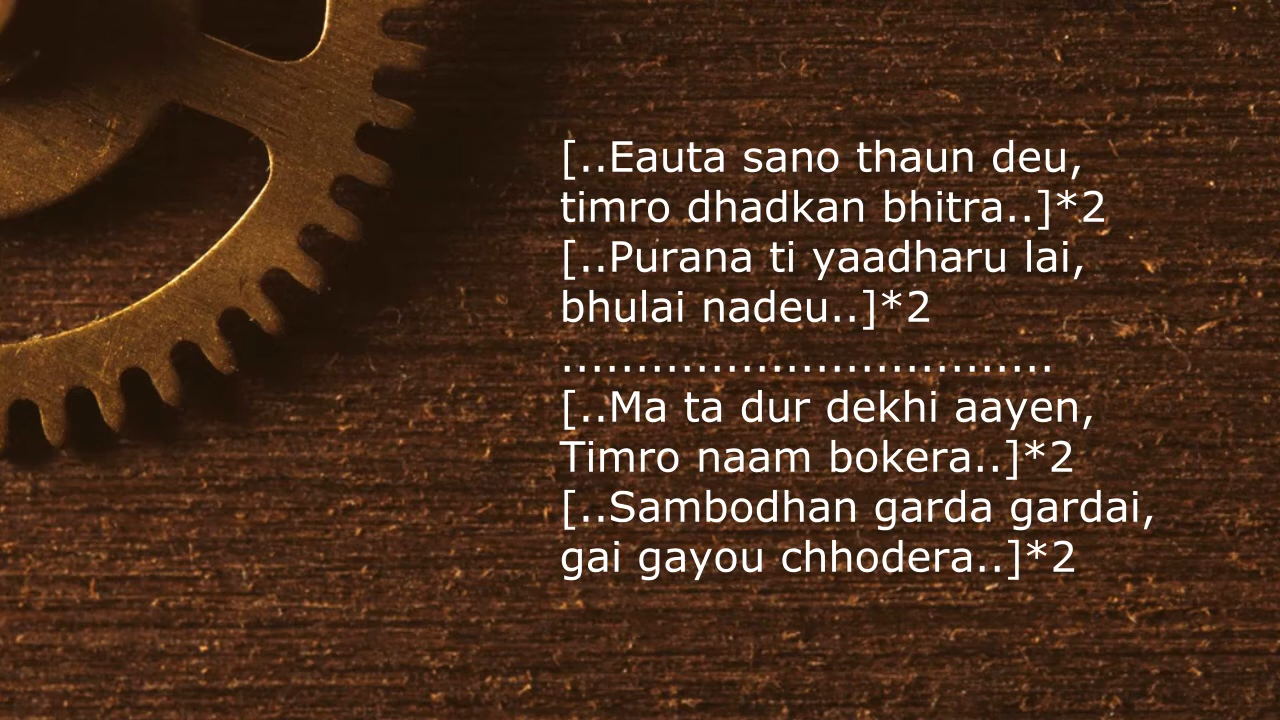 [..Eauta sano thaun deu,
timro dhadkan bhitra..]*2
[..Purana ti yaadharu lai,
bhulai nadeu..]*2
.................................
[..Ma ta dur dekhi aayen,
Timro naam bokera..]*2
[..Sambodhan garda gardai,
gai gayou chhodera..]*2